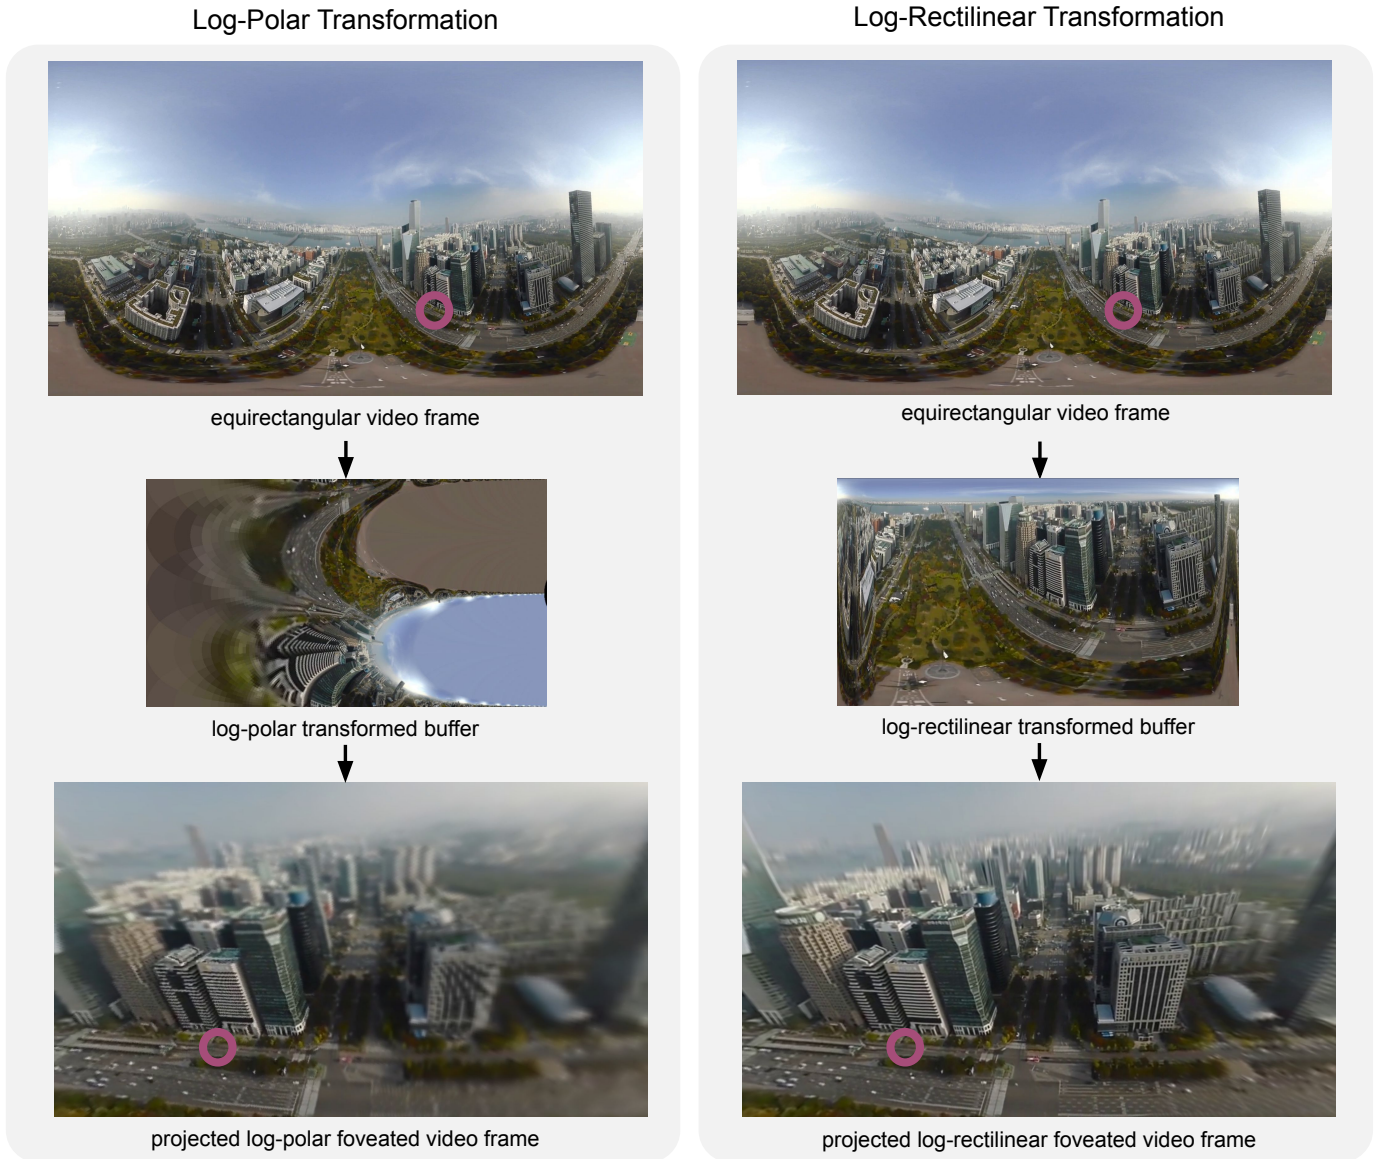 Log-Polar Transformation
equirectangular video frame
log-polar transformed buffer
projected log-polar foveated video frame
Log-Rectilinear Transformation
equirectangular video frame
log-rectilinear transformed buffer
projected log-rectilinear foveated video frame